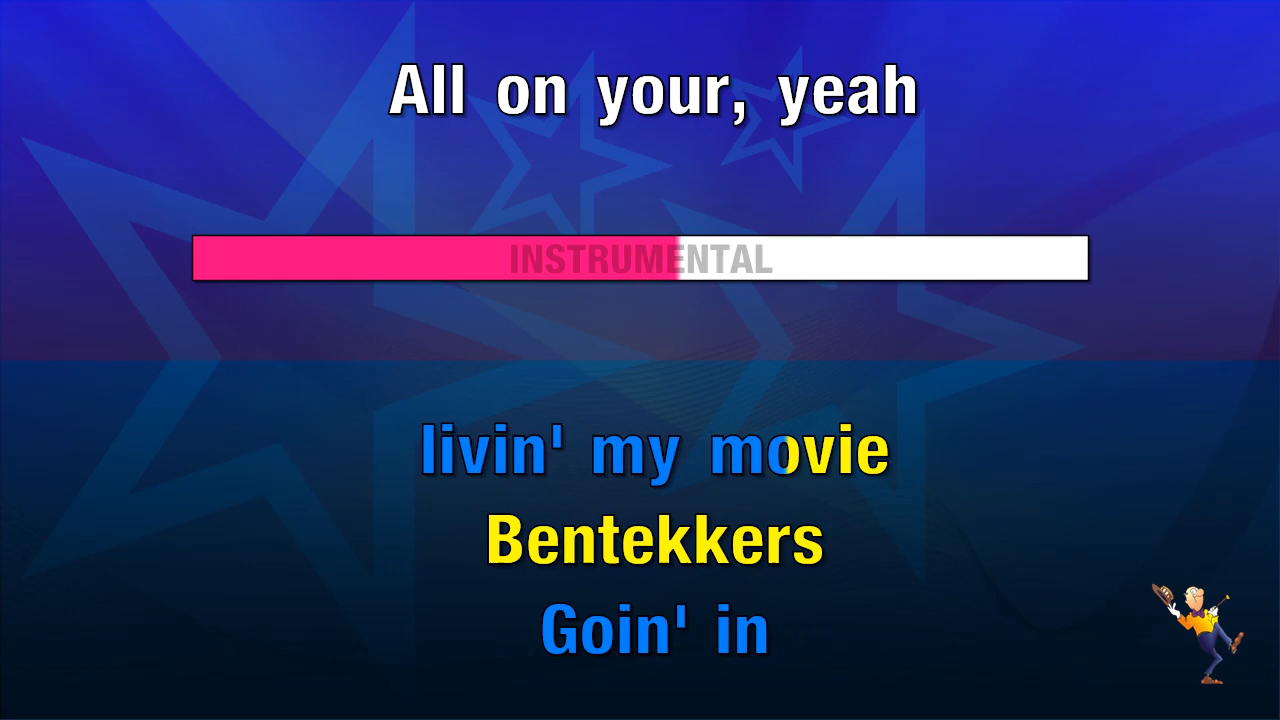 All on your, yeah
INSTRUMENTAL
livin' my movie
Bentekkers
Goin' in